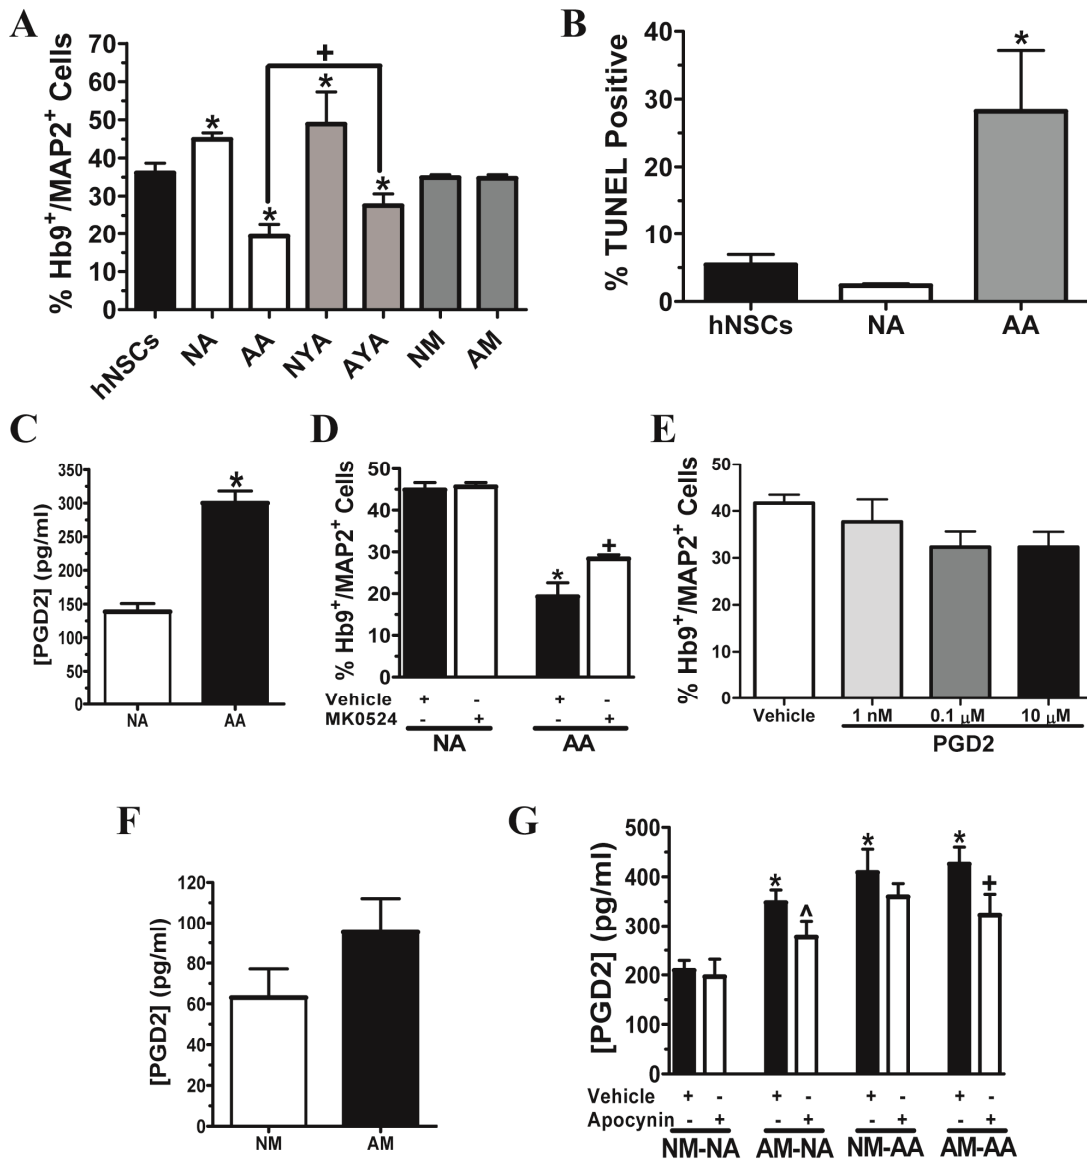 A
% Hb9+/MAP2+ Cells
70
60
50
40
30
20
10
0
*
*
+
*
*
hNSCs NA AA NYA AYA NM AM
B
% TUNEL Positive
40
30
20
10
0
*
hNSCs NA AA
C
[PGD2] (pg/ml)
350
300
250
200
150
100
50
0
*
NA AA
D
% Hb9+/MAP2+ Cells
50
40
30
20
10
0
*
+
Vehicle + - + -
MK0524 - + - +
NA AA
E
% Hb9+/MAP2+ Cells
50
40
30
20
10
0
Vehicle 1 nM 0.1 µM 10 µM
PGD2
F
[PGD2] (pg/ml)
120
100
80
60
40
20
0
NM AM
G
[PGD2] (pg/ml)
500
400
300
200
100
0
* ^ * * +
Vehicle + - + - + - + -
Apocynin - + - + - + - +
NM-NA AM-NA NM-AA AM-AA